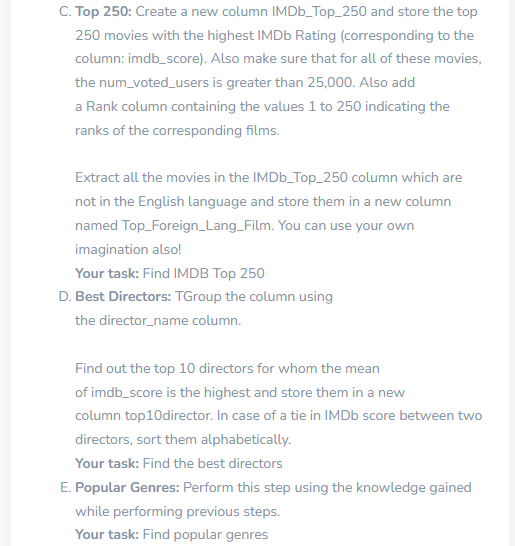 C. Top 250: Create a new column IMDb_Top_250 and store the top
250 movies with the highest IMDb Rating (corresponding to the
column: imdb_score). Also make sure that for all of these movies,
the num_voted_users is greater than 25,000. Also add
a Rank column containing the values 1 to 250 indicating the
ranks of the corresponding films.
Extract all the movies in the IMDb_Top_250 column which are
not in the English language and store them in a new column
named Top_Foreign_Lang_Film. You can use your own
imagination also!
Your task: Find IMDB Top 250
D. Best Directors: TGroup the column using
the director_name column.
Find out the top 10 directors for whom the mean
of imdb_score is the highest and store them in a new
column top10director. In case of a tie in IMDb score between two
directors, sort them alphabetically.
Your task: Find the best directors
E. Popular Genres: Perform this step using the knowledge gained
while performing previous steps.
Your task: Find popular genres